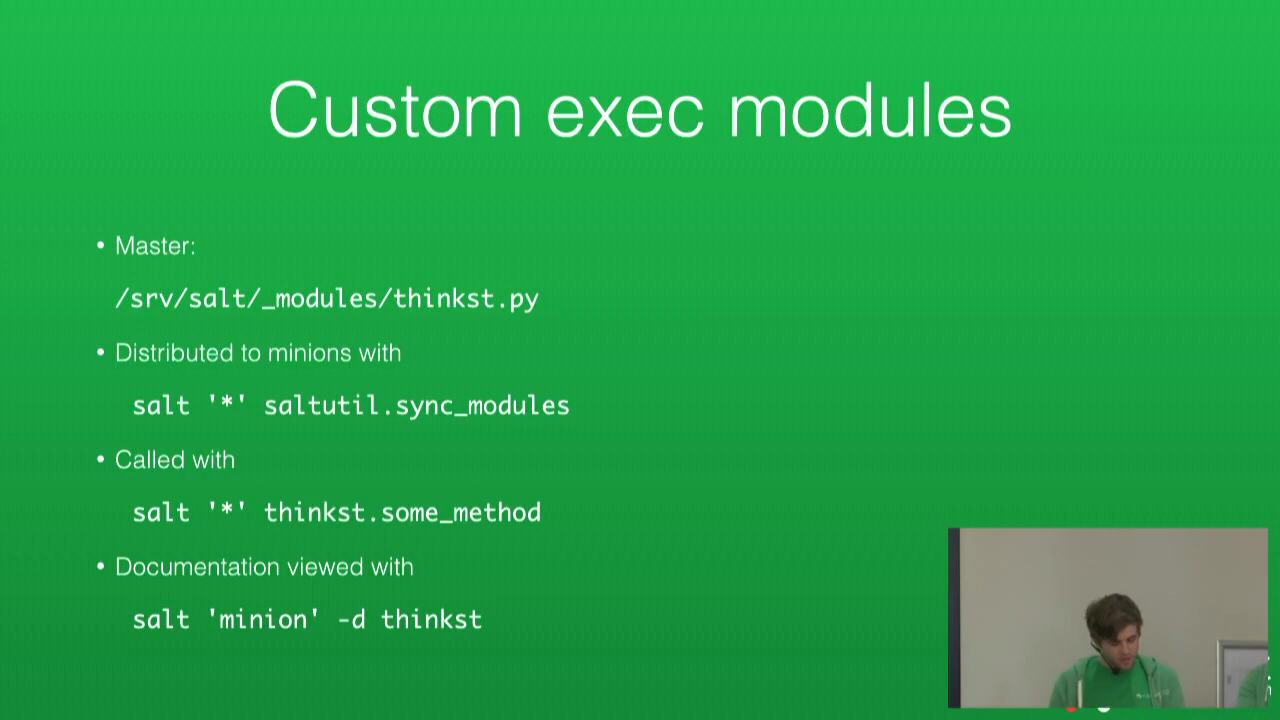 Custom exec modules
• Master:
/srv/salt/_modules/thinkst.py
• Distributed to minions with
salt '*' saltutil.sync_modules
• Called with
salt '*' thinkst.some_method
• Documentation viewed with
salt 'minion' -d thinkst